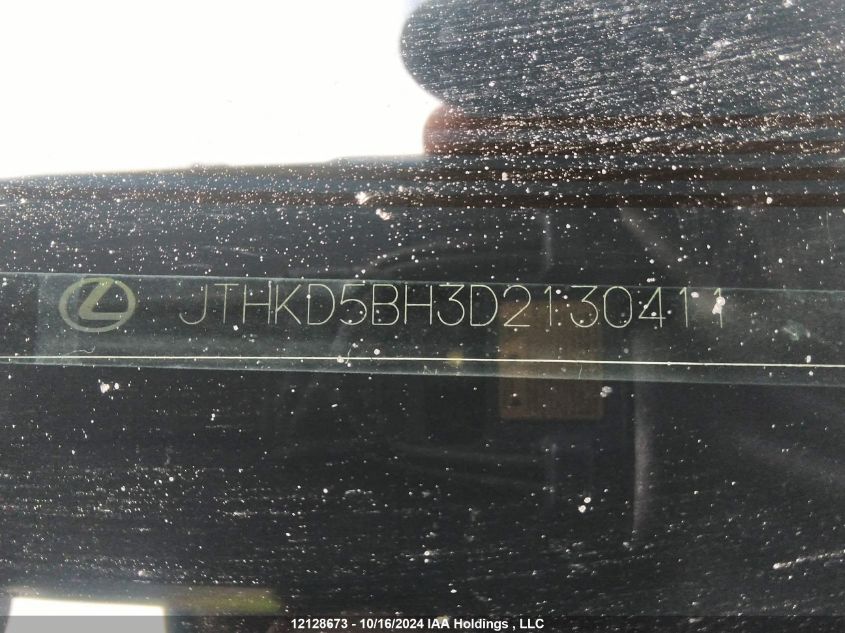 JTHKD5BH3D2130411
12128673 - 10/16/2024 IAA Holdings , LLC